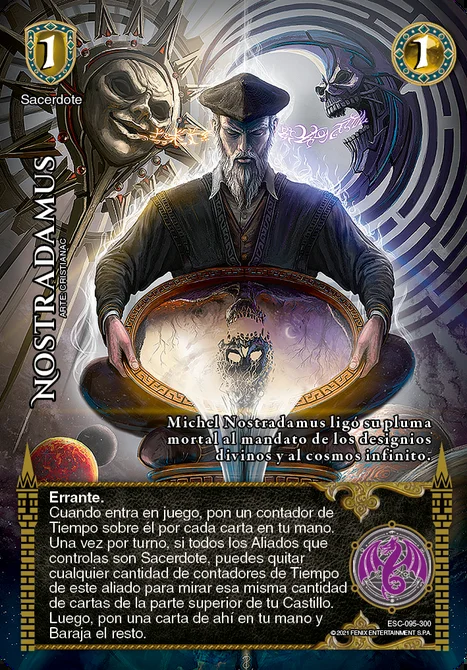 1
1
Sacerdote
NOSTRADAMUS
ARTE: CRISTIANAC
Michel Nostradamus ligó su pluma
mortal al mandato de los designios
divinos y al cosmos infinito.
Errante.
Cuando entra en juego, pon un contador de
Tiempo sobre él por cada carta en tu mano.
Una vez por turno, si todos los Aliados que
controlas son Sacerdote, puedes quitar
cualquier cantidad de contadores de Tiempo
de este aliado para mirar esa misma cantidad
de cartas de la parte superior de tu Castillo.
Luego, pon una carta de ahí en tu mano y
Baraja el resto.
ESC-095-300
©2021 FENIX ENTERTAINMENT S.P.A.